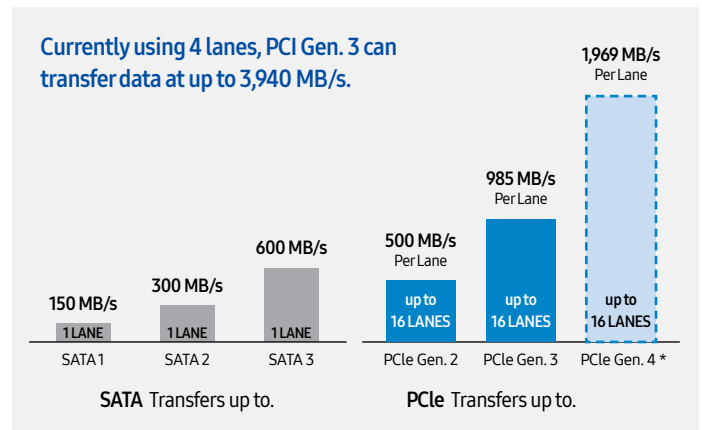 Currently using 4 lanes, PCI Gen. 3 can
transfer data at up to 3,940 MB/s.
150 MB/s
1 LANE
SATA 1
300 MB/s
1 LANE
SATA 2
600 MB/s
1 LANE
SATA 3
SATA Transfers up to.
500 MB/s
Per Lane
up to
16 LANES
PCle Gen. 2
985 MB/s
Per Lane
up to
16 LANES
PCle Gen. 3
1,969 MB/s
Per Lane
up to
16 LANES
PCle Gen. 4 *
PCle Transfers up to.